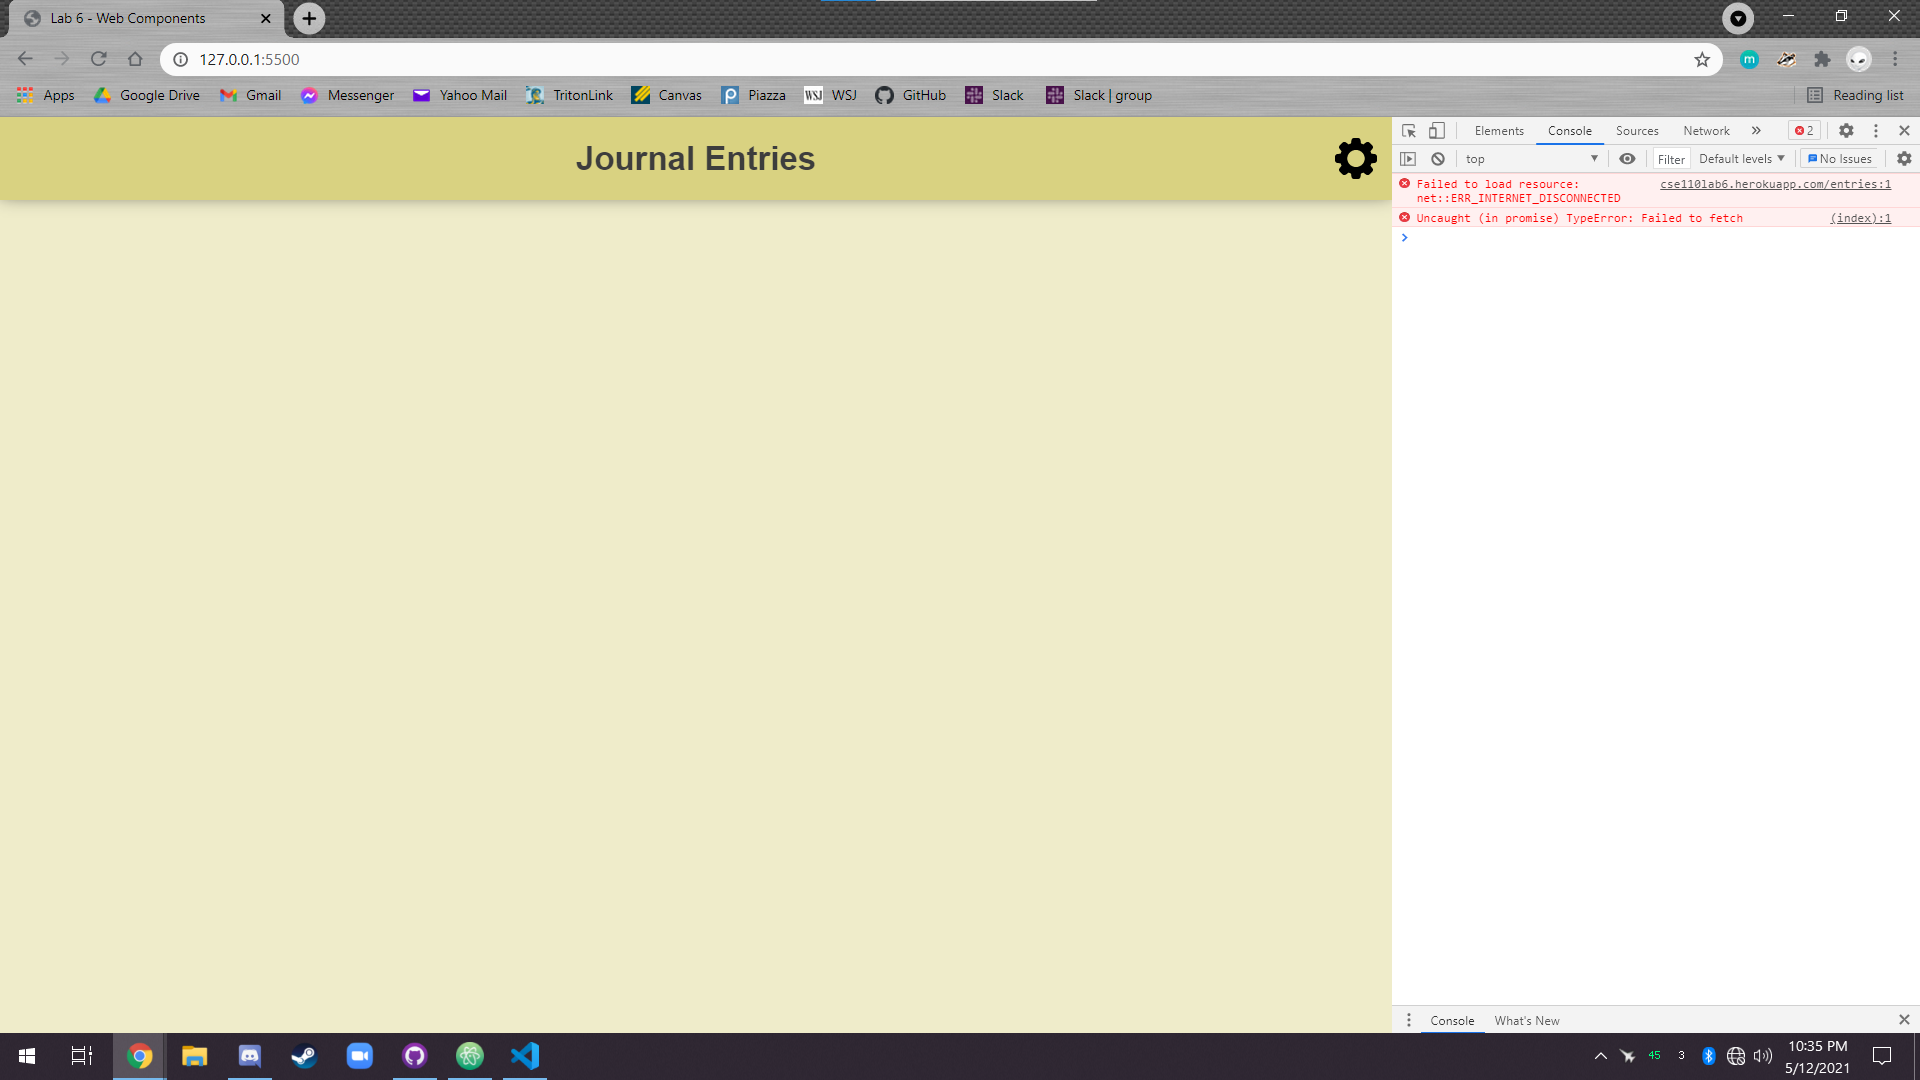 Lab 6 - Web Components
127.0.0.1:5500
m
Apps Google Drive Gmail Messenger Yahoo Mail TritonLink Canvas Piazza WSJ WSJ GitHub Slack Slack | group Reading list
Journal Entries
Elements Console Sources Network 2
top Filter Default levels No Issues
Failed to load resource: cse110lab6.herokuapp.com/entries:1
net::ERR_INTERNET_DISCONNECTED
Uncaught (in promise) TypeError: Failed to fetch (index):1
Console What's New
45 3
10:35 PM
5/12/2021